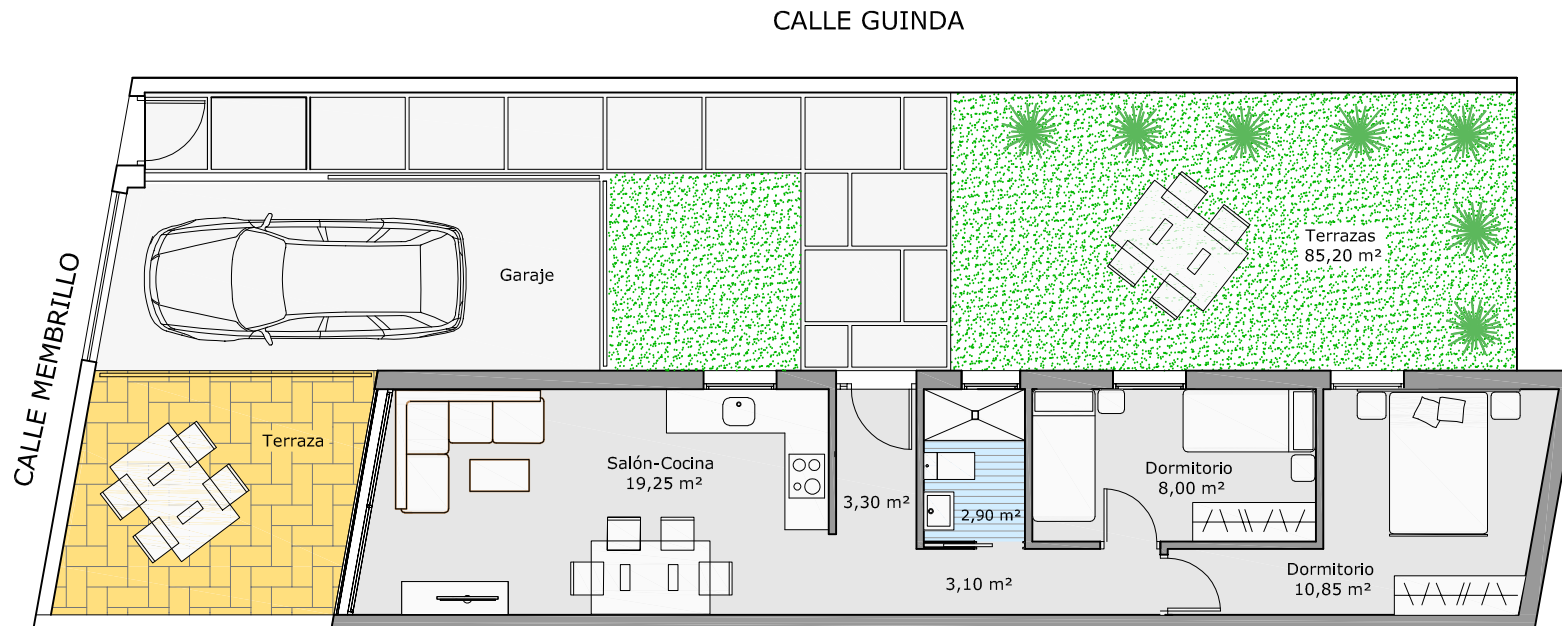 CALLE GUINDA
CALLE MEMBRILLO
Garaje
Terrazas
85,20 m²
Terraza
Salón-Cocina
19,25 m²
3,30 m²
2,90 m²
Dormitorio
8,00 m²
3,10 m²
Dormitorio
10,85 m²